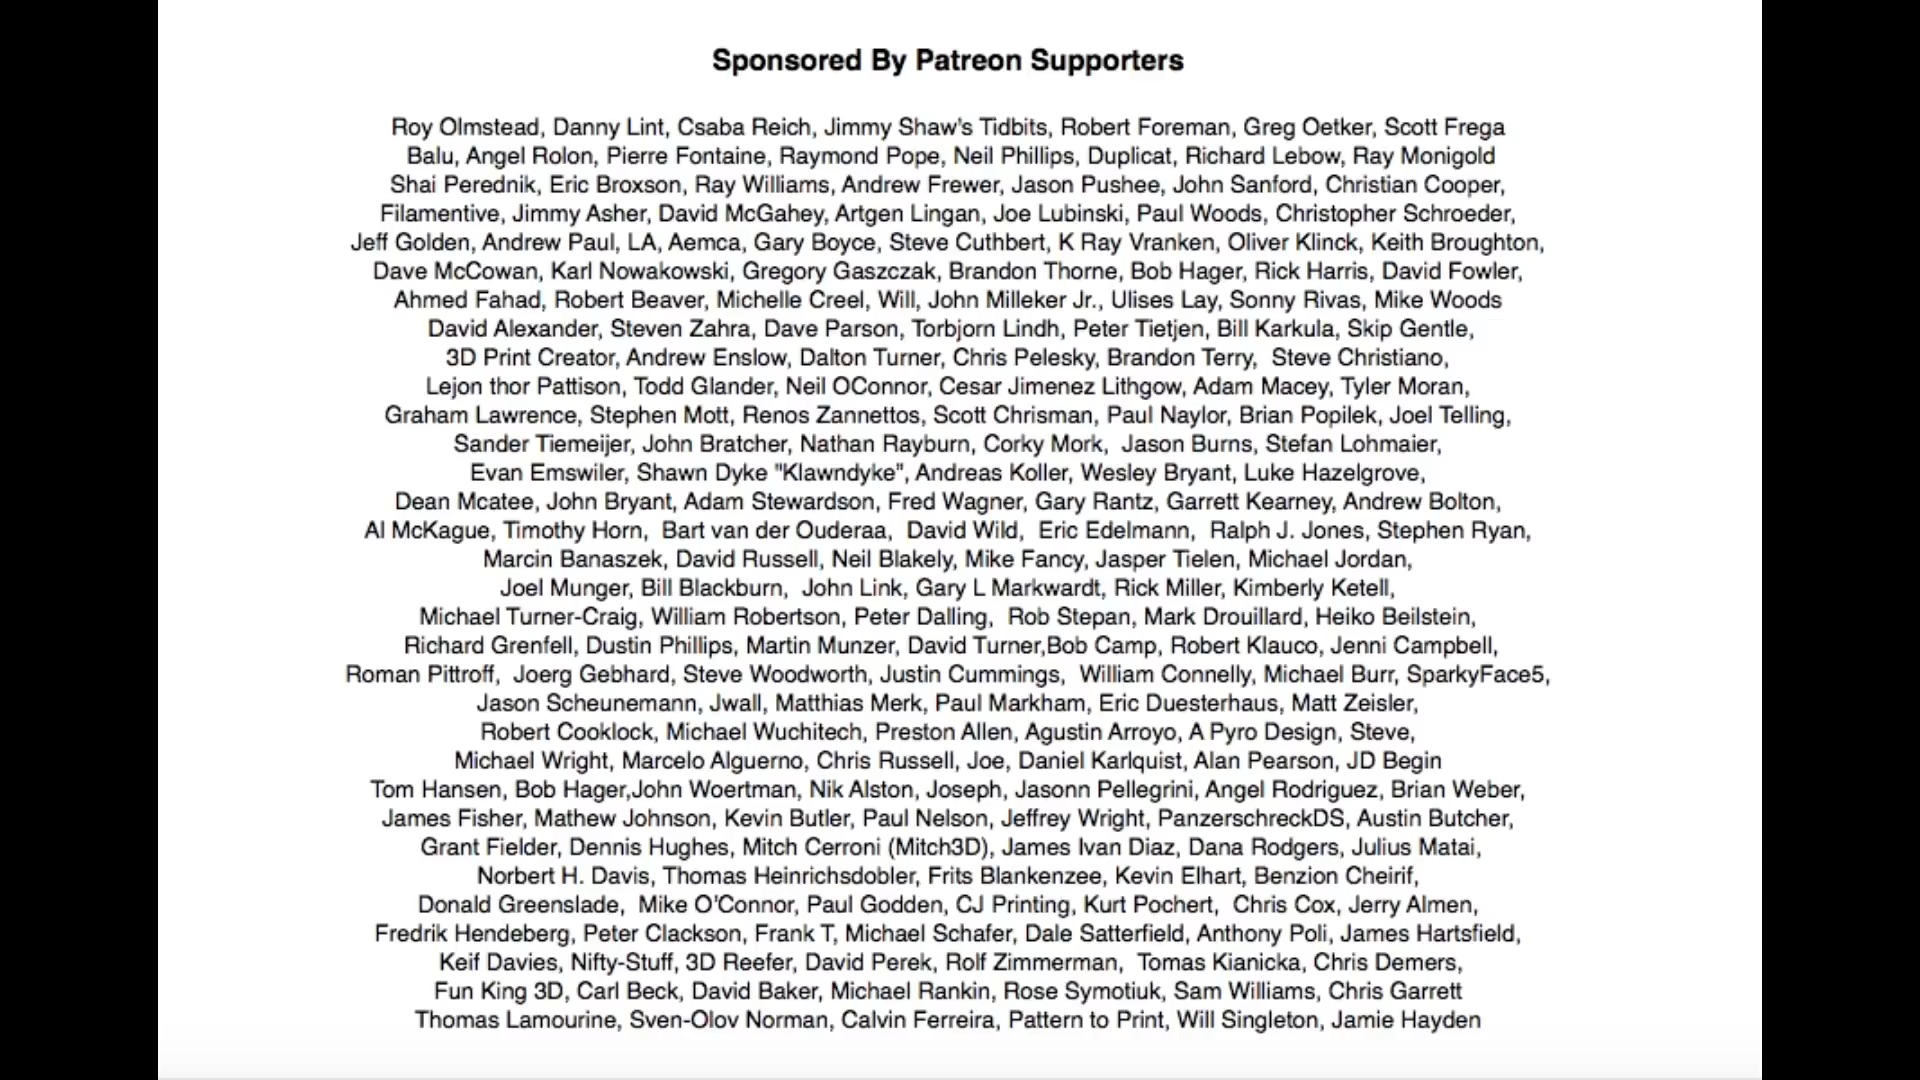 Sponsored By Patreon Supporters
Roy Olmstead, Danny Lint, Csaba Reich, Jimmy Shaw's Tidbits, Robert Foreman, Greg Oetker, Scott Frega
Balu, Angel Rolon, Pierre Fontaine, Raymond Pope, Neil Phillips, Duplicat, Richard Lebow, Ray Monigold
Shai Perednik, Eric Broxson, Ray Williams, Andrew Frewer, Jason Pushee, John Sanford, Christian Cooper,
Filamentive, Jimmy Asher, David McGahey, Artgen Lingan, Joe Lubinski, Paul Woods, Christopher Schroeder,
Jeff Golden, Andrew Paul, LA, Aemca, Gary Boyce, Steve Cuthbert, K Ray Vranken, Oliver Klinck, Keith Broughton,
Dave McCowan, Karl Nowakowski, Gregory Gaszczak, Brandon Thorne, Bob Hager, Rick Harris, David Fowler,
Ahmed Fahad, Robert Beaver, Michelle Creel, Will, John Milleker Jr., Ulises Lay, Sonny Rivas, Mike Woods
David Alexander, Steven Zahra, Dave Parson, Torbjorn Lindh, Peter Tietjen, Bill Karkula, Skip Gentle,
3D Print Creator, Andrew Enslow, Dalton Turner, Chris Pelesky, Brandon Terry,  Steve Christiano,
Lejon thor Pattison, Todd Glander, Neil OConnor, Cesar Jimenez Lithgow, Adam Macey, Tyler Moran,
Graham Lawrence, Stephen Mott, Renos Zannettos, Scott Chrisman, Paul Naylor, Brian Popilek, Joel Telling,
Sander Tiemeijer, John Bratcher, Nathan Rayburn, Corky Mork,  Jason Burns, Stefan Lohmaier,
Evan Emswiler, Shawn Dyke "Klawndyke", Andreas Koller, Wesley Bryant, Luke Hazelgrove,
Dean Mcatee, John Bryant, Adam Stewardson, Fred Wagner, Gary Rantz, Garrett Kearney, Andrew Bolton,
Al McKague, Timothy Horn,  Bart van der Ouderaa,  David Wild,  Eric Edelmann,  Ralph J. Jones, Stephen Ryan,
Marcin Banaszek, David Russell, Neil Blakely, Mike Fancy, Jasper Tielen, Michael Jordan,
Joel Munger, Bill Blackburn,  John Link, Gary L Markwardt, Rick Miller, Kimberly Ketell,
Michael Turner-Craig, William Robertson, Peter Dalling,  Rob Stepan, Mark Drouillard, Heiko Beilstein,
Richard Grenfell, Dustin Phillips, Martin Munzer, David Turner,Bob Camp, Robert Klauco, Jenni Campbell,
Roman Pittroff,  Joerg Gebhard, Steve Woodworth, Justin Cummings,  William Connelly, Michael Burr, SparkyFace5,
Jason Scheunemann, Jwall, Matthias Merk, Paul Markham, Eric Duesterhaus, Matt Zeisler,
Robert Cooklock, Michael Wuchitech, Preston Allen, Agustin Arroyo, A Pyro Design, Steve,
Michael Wright, Marcelo Alguerno, Chris Russell, Joe, Daniel Karlquist, Alan Pearson, JD Begin
Tom Hansen, Bob Hager,John Woertman, Nik Alston, Joseph, Jasonn Pellegrini, Angel Rodriguez, Brian Weber,
James Fisher, Mathew Johnson, Kevin Butler, Paul Nelson, Jeffrey Wright, PanzerschreckDS, Austin Butcher,
Grant Fielder, Dennis Hughes, Mitch Cerroni (Mitch3D), James Ivan Diaz, Dana Rodgers, Julius Matai,
Norbert H. Davis, Thomas Heinrichsdobler, Frits Blankenzee, Kevin Elhart, Benzion Cheirif,
Donald Greenslade,  Mike O'Connor, Paul Godden, CJ Printing, Kurt Pochert,  Chris Cox, Jerry Almen,
Fredrik Hendeberg, Peter Clackson, Frank T, Michael Schafer, Dale Satterfield, Anthony Poli, James Hartsfield,
Keif Davies, Nifty-Stuff, 3D Reefer, David Perek, Rolf Zimmerman,  Tomas Kianicka, Chris Demers,
Fun King 3D, Carl Beck, David Baker, Michael Rankin, Rose Symotiuk, Sam Williams, Chris Garrett
Thomas Lamourine, Sven-Olov Norman, Calvin Ferreira, Pattern to Print, Will Singleton, Jamie Hayden